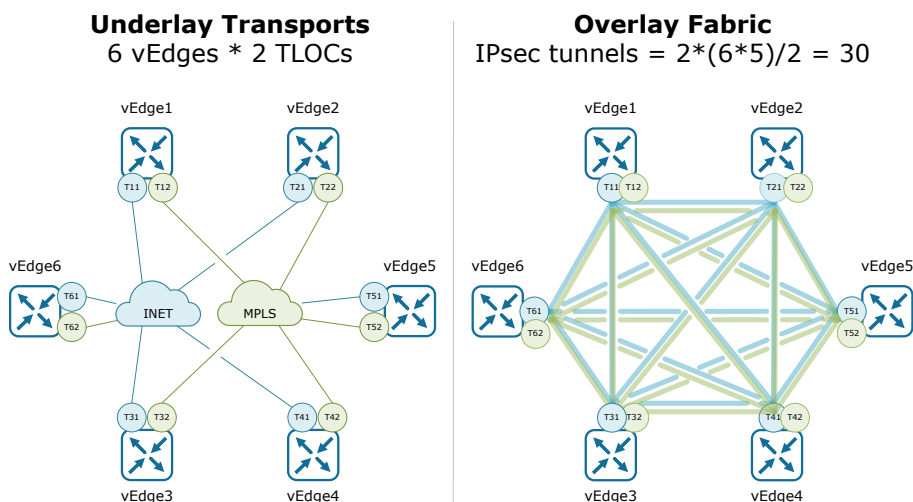 Underlay Transports
6 vEdges * 2 TLOCs
vEdge1
vEdge2
T11
T12
T21
T22
vEdge6
vEdge5
T61
T62
INET
MPLS
T51
T52
T31
T32
T41
T42
vEdge3
vEdge4
Overlay Fabric
IPsec tunnels = 2*(6*5)/2 = 30
vEdge1
vEdge2
T11
T12
T21
T22
vEdge6
vEdge5
T61
T62
T51
T52
T31
T32
T41
T42
vEdge3
vEdge4